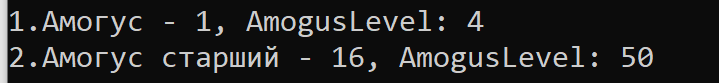 1.Амогус - 1, AmogusLevel: 4
2.Амогус старший - 16, AmogusLevel: 50